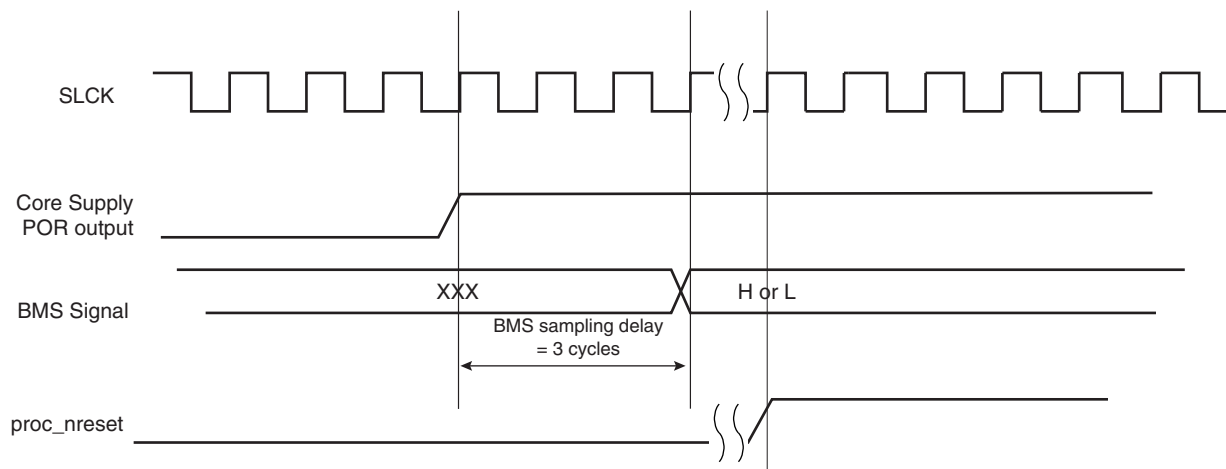 SLCK
Core Supply
POR output
XXX
H or L
BMS Signal
BMS sampling delay
= 3 cycles
proc_nreset